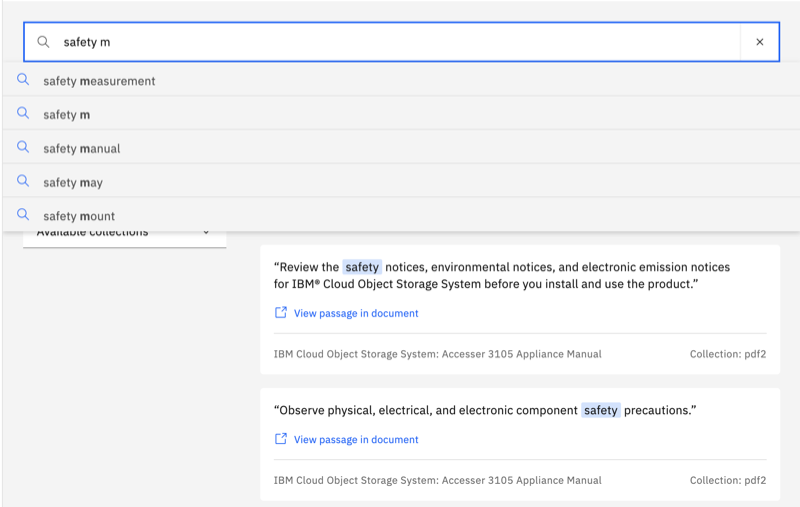 safety m
safety measurement
safety m
safety manual
safety may
safety mount
Available collections
“Review the safety notices, environmental notices, and electronic emission notices
for IBM® Cloud Object Storage System before you install and use the product.”
View passage in document
IBM Cloud Object Storage System: Accesser 3105 Appliance Manual Collection: pdf2
“Observe physical, electrical, and electronic component safety precautions.”
View passage in document
IBM Cloud Object Storage System: Accesser 3105 Appliance Manual Collection: pdf2